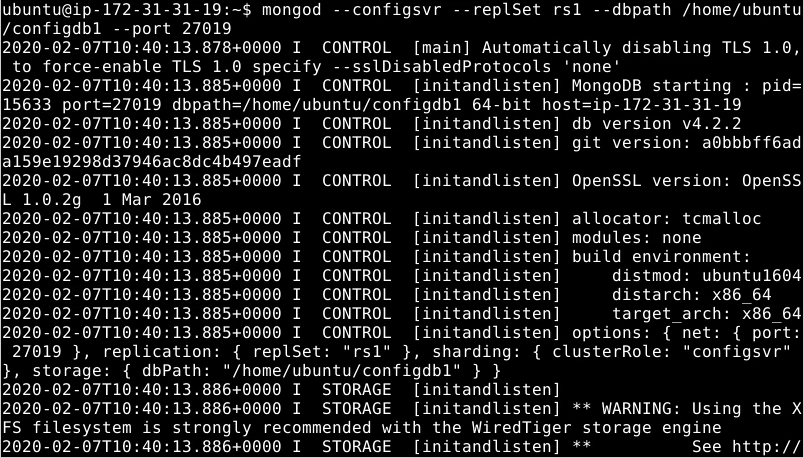 ubuntu@ip-172-31-31-19:~$ mongod --configsvr --replSet rs1 --dbpath /home/ubuntu
/configdb1 --port 27019
2020-02-07T10:40:13.878+0000 I  CONTROL  [main] Automatically disabling TLS 1.0,
 to force-enable TLS 1.0 specify --sslDisabledProtocols 'none'
2020-02-07T10:40:13.885+0000 I  CONTROL  [initandlisten] MongoDB starting : pid=
15633 port=27019 dbpath=/home/ubuntu/configdb1 64-bit host=ip-172-31-31-19
2020-02-07T10:40:13.885+0000 I  CONTROL  [initandlisten] db version v4.2.2
2020-02-07T10:40:13.885+0000 I  CONTROL  [initandlisten] git version: a0bbbff6ad
a159e19298d37946ac8dc4b497eadf
2020-02-07T10:40:13.885+0000 I  CONTROL  [initandlisten] OpenSSL version: OpenSS
L 1.0.2g  1 Mar 2016
2020-02-07T10:40:13.885+0000 I  CONTROL  [initandlisten] allocator: tcmalloc
2020-02-07T10:40:13.885+0000 I  CONTROL  [initandlisten] modules: none
2020-02-07T10:40:13.885+0000 I  CONTROL  [initandlisten] build environment:
2020-02-07T10:40:13.885+0000 I  CONTROL  [initandlisten]     distmod: ubuntu1604
2020-02-07T10:40:13.885+0000 I  CONTROL  [initandlisten]     distarch: x86_64
2020-02-07T10:40:13.885+0000 I  CONTROL  [initandlisten]     target_arch: x86_64
2020-02-07T10:40:13.885+0000 I  CONTROL  [initandlisten] options: { net: { port:
 27019 }, replication: { replSet: "rs1" }, sharding: { clusterRole: "configsvr"
}, storage: { dbPath: "/home/ubuntu/configdb1" } }
2020-02-07T10:40:13.886+0000 I  STORAGE  [initandlisten]
2020-02-07T10:40:13.886+0000 I  STORAGE  [initandlisten] ** WARNING: Using the X
FS filesystem is strongly recommended with the WiredTiger storage engine
2020-02-07T10:40:13.886+0000 I  STORAGE  [initandlisten] **          See http://